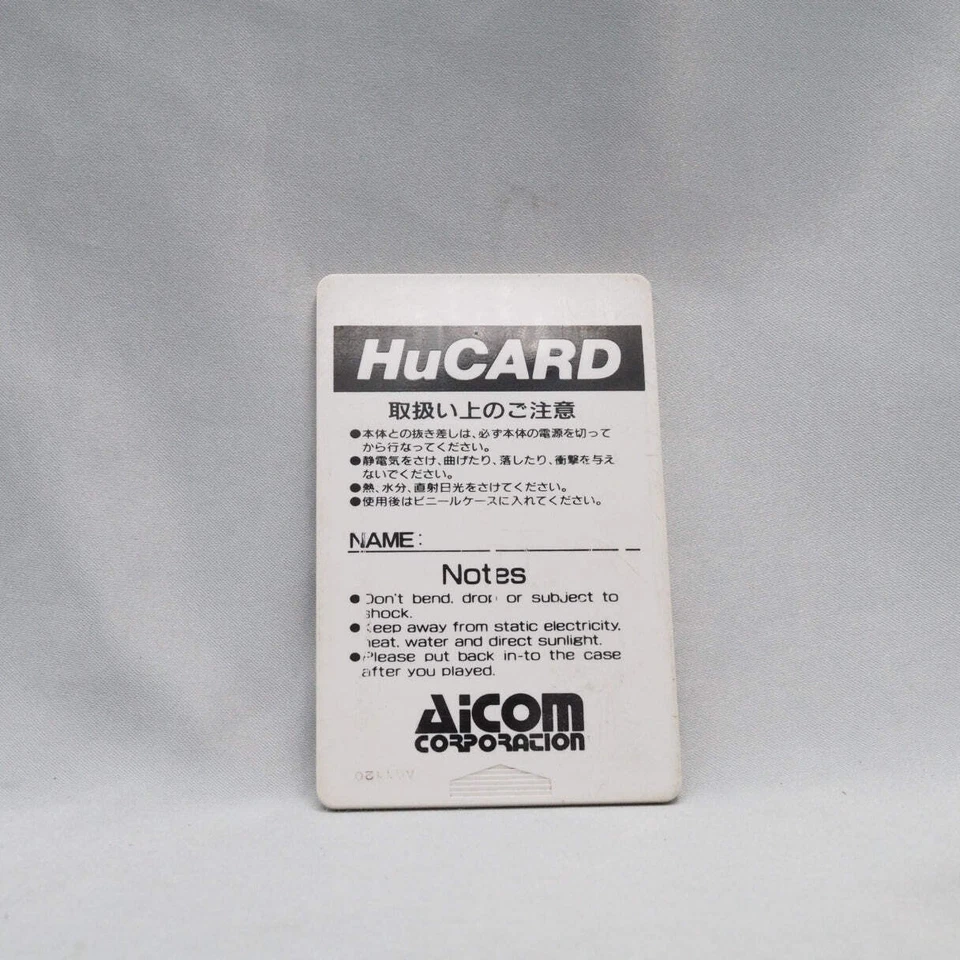 HuCARD
取扱い上のご注意
●本体との抜き差しは、必ず本体の電源を切って
から行なってください。
●静電気をさけ、曲げたり、落したり、衝撃を与え
ないでください。
●熱、水分、直射日光をさけてください。
●使用後はビニールケースに入れてください。
NAME:
Notes
●Don't bend, drop or subject to
shock.
●Keep away from static electricity,
heat, water and direct sunlight.
●Please put back in-to the case
after you played.
AiCOM
CORPORATION